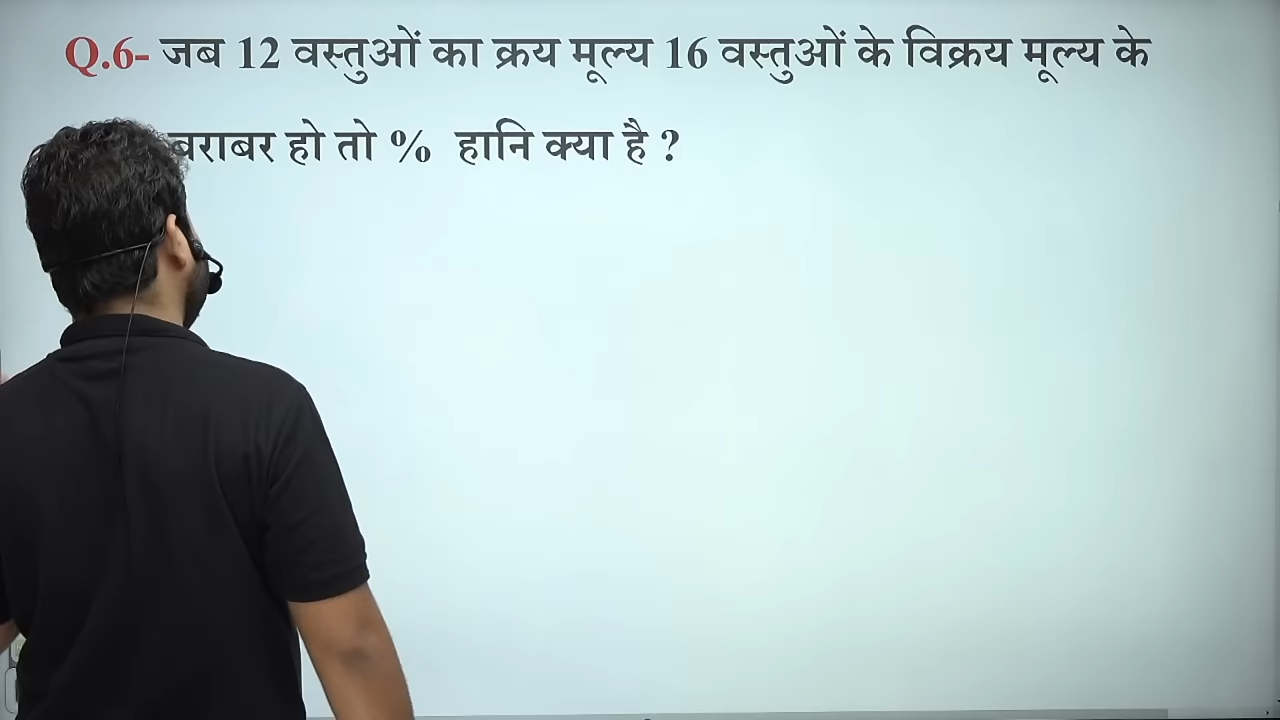 Q.6- जब 12 वस्तुओं का क्रय मूल्य 16 वस्तुओं के विक्रय मूल्य के
बराबर हो तो % हानि क्या है ?